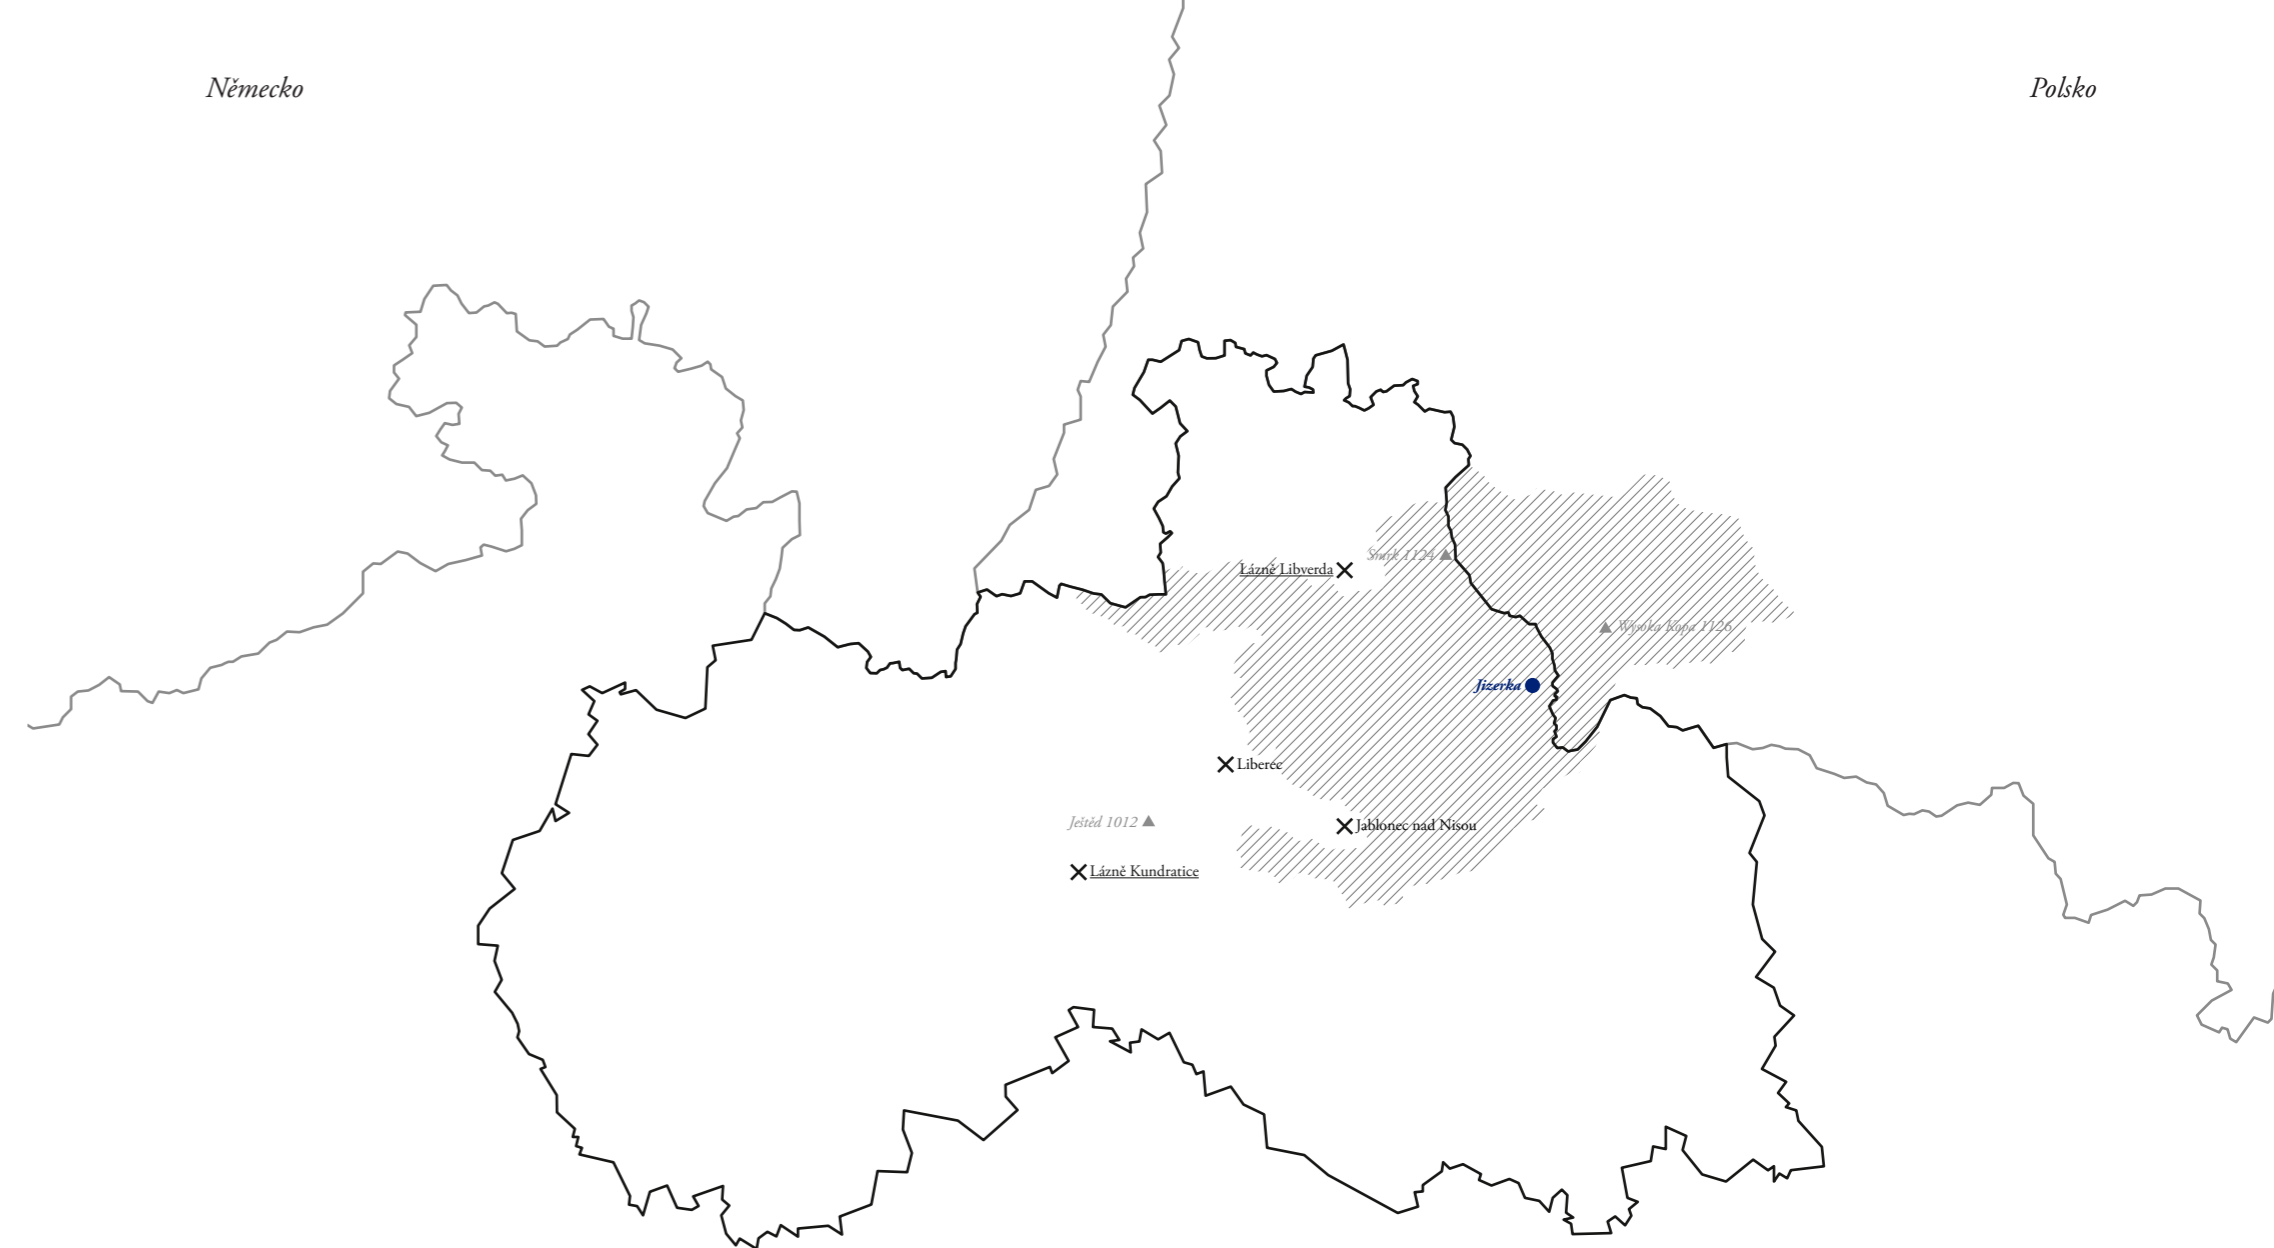 Německo
Polsko
Smrk 1124
Lázně Libverda
Wysoka Kopa 1126
Jizerka
Liberec
Ještěd 1012
Jablonec nad Nisou
Lázně Kundratice